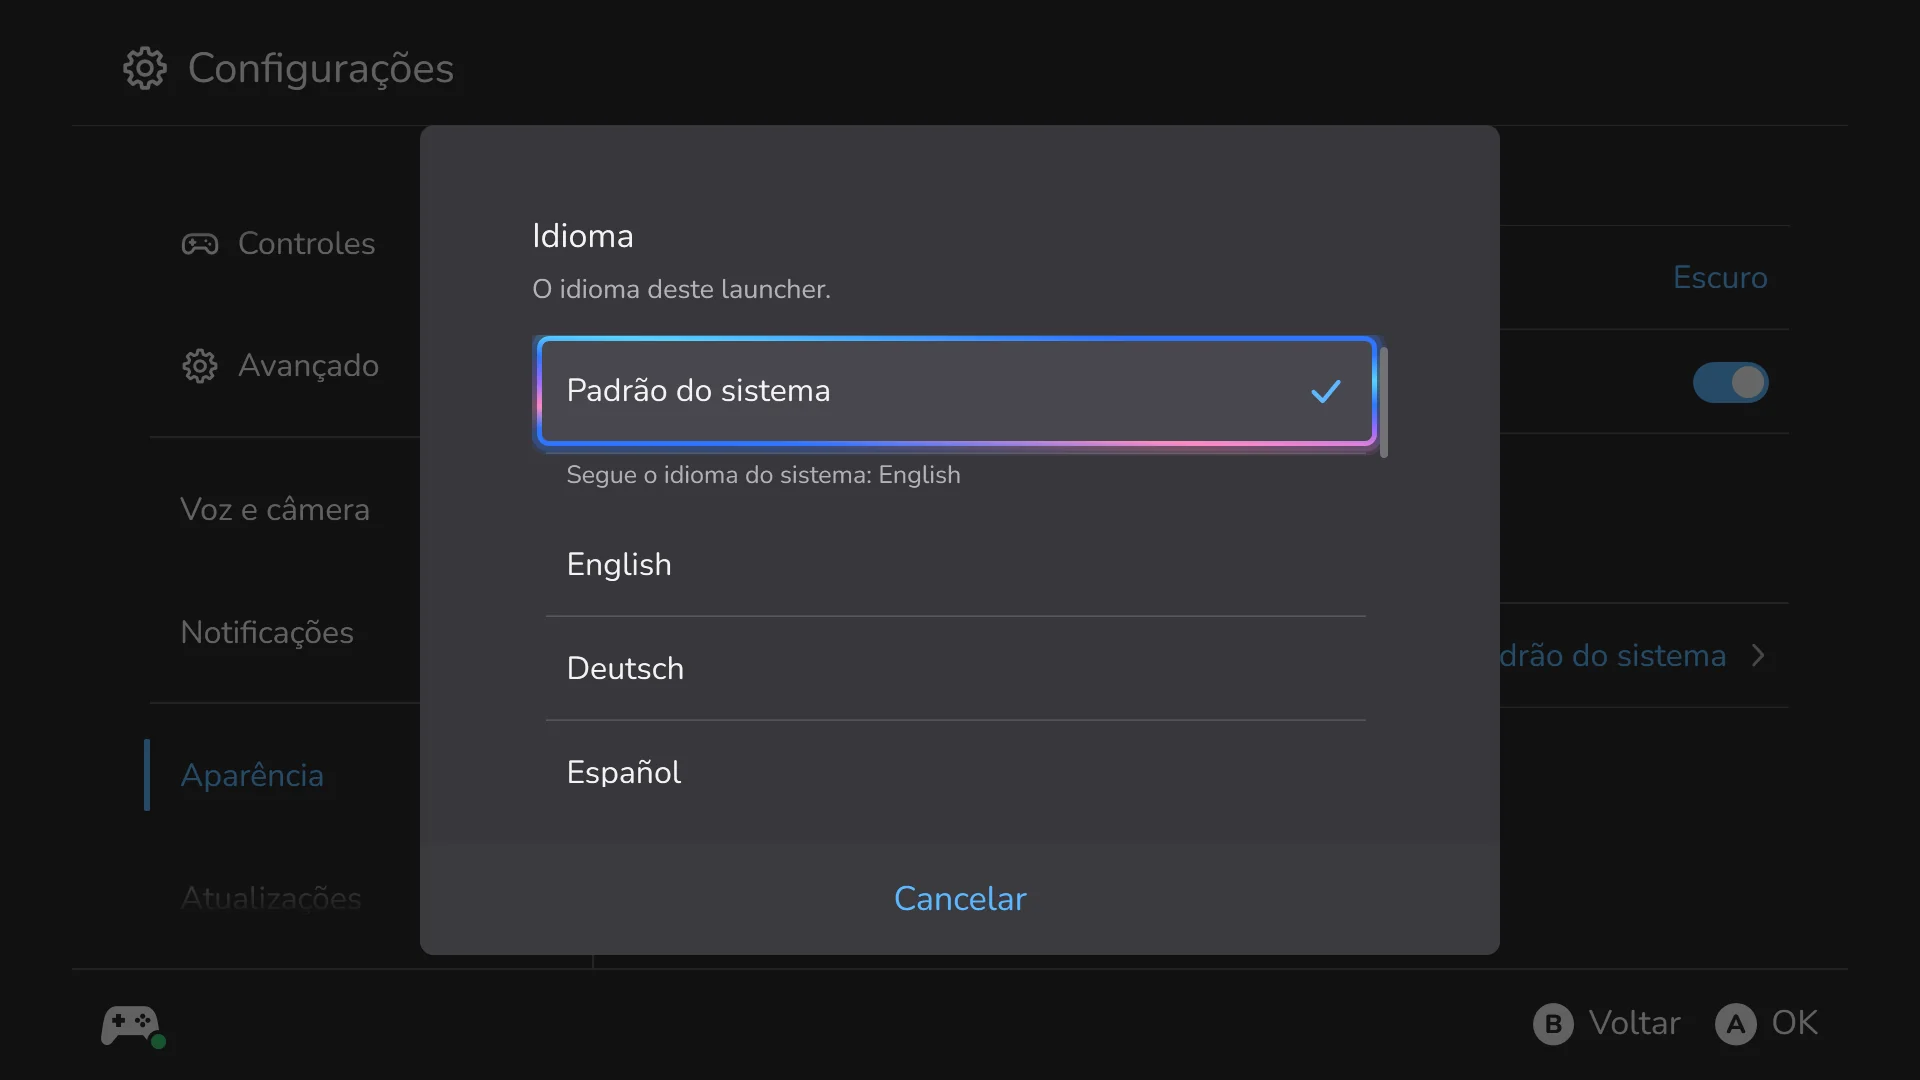 Configurações
Controles
Avançado
Voz e câmera
Notificações
Aparência
Atualizações
Idioma
O idioma deste launcher.
Padrão do sistema
Segue o idioma do sistema: English
English
Deutsch
Español
Cancelar
Escuro
drão do sistema
B Voltar
A OK